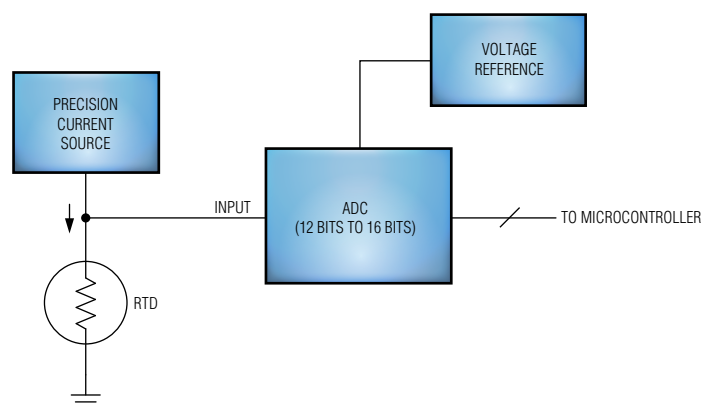 VOLTAGE
REFERENCE
PRECISION
CURRENT
SOURCE
INPUT
ADC
(12 BITS TO 16 BITS)
TO MICROCONTROLLER
RTD